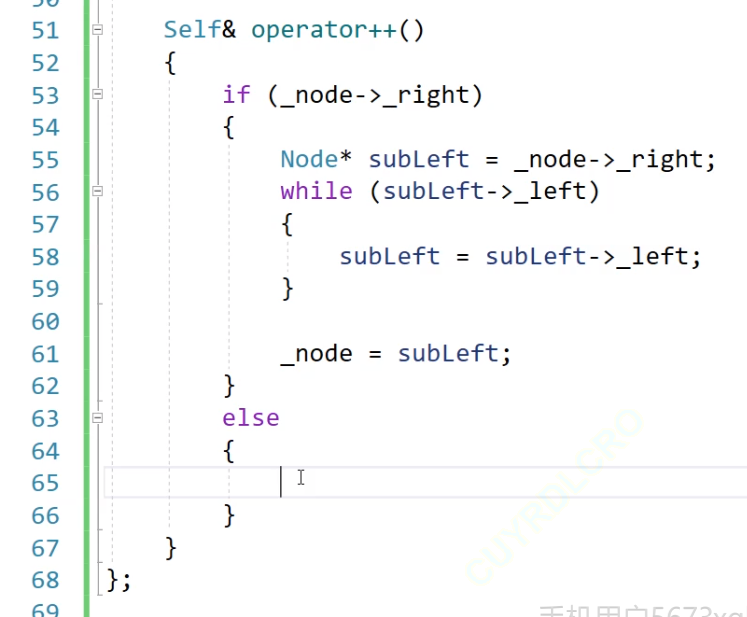 50
51 Self& operator++()
52 {
53 if (_node->_right)
54 {
55 Node* subLeft = _node->_right;
56 while (subLeft->_left)
57 {
58 subLeft = subLeft->_left;
59 }
60
61 _node = subLeft;
62 }
63 else
64 {
65
66 }
67 }
68 };
69
CUYRDLCRO
手机用户5673xq